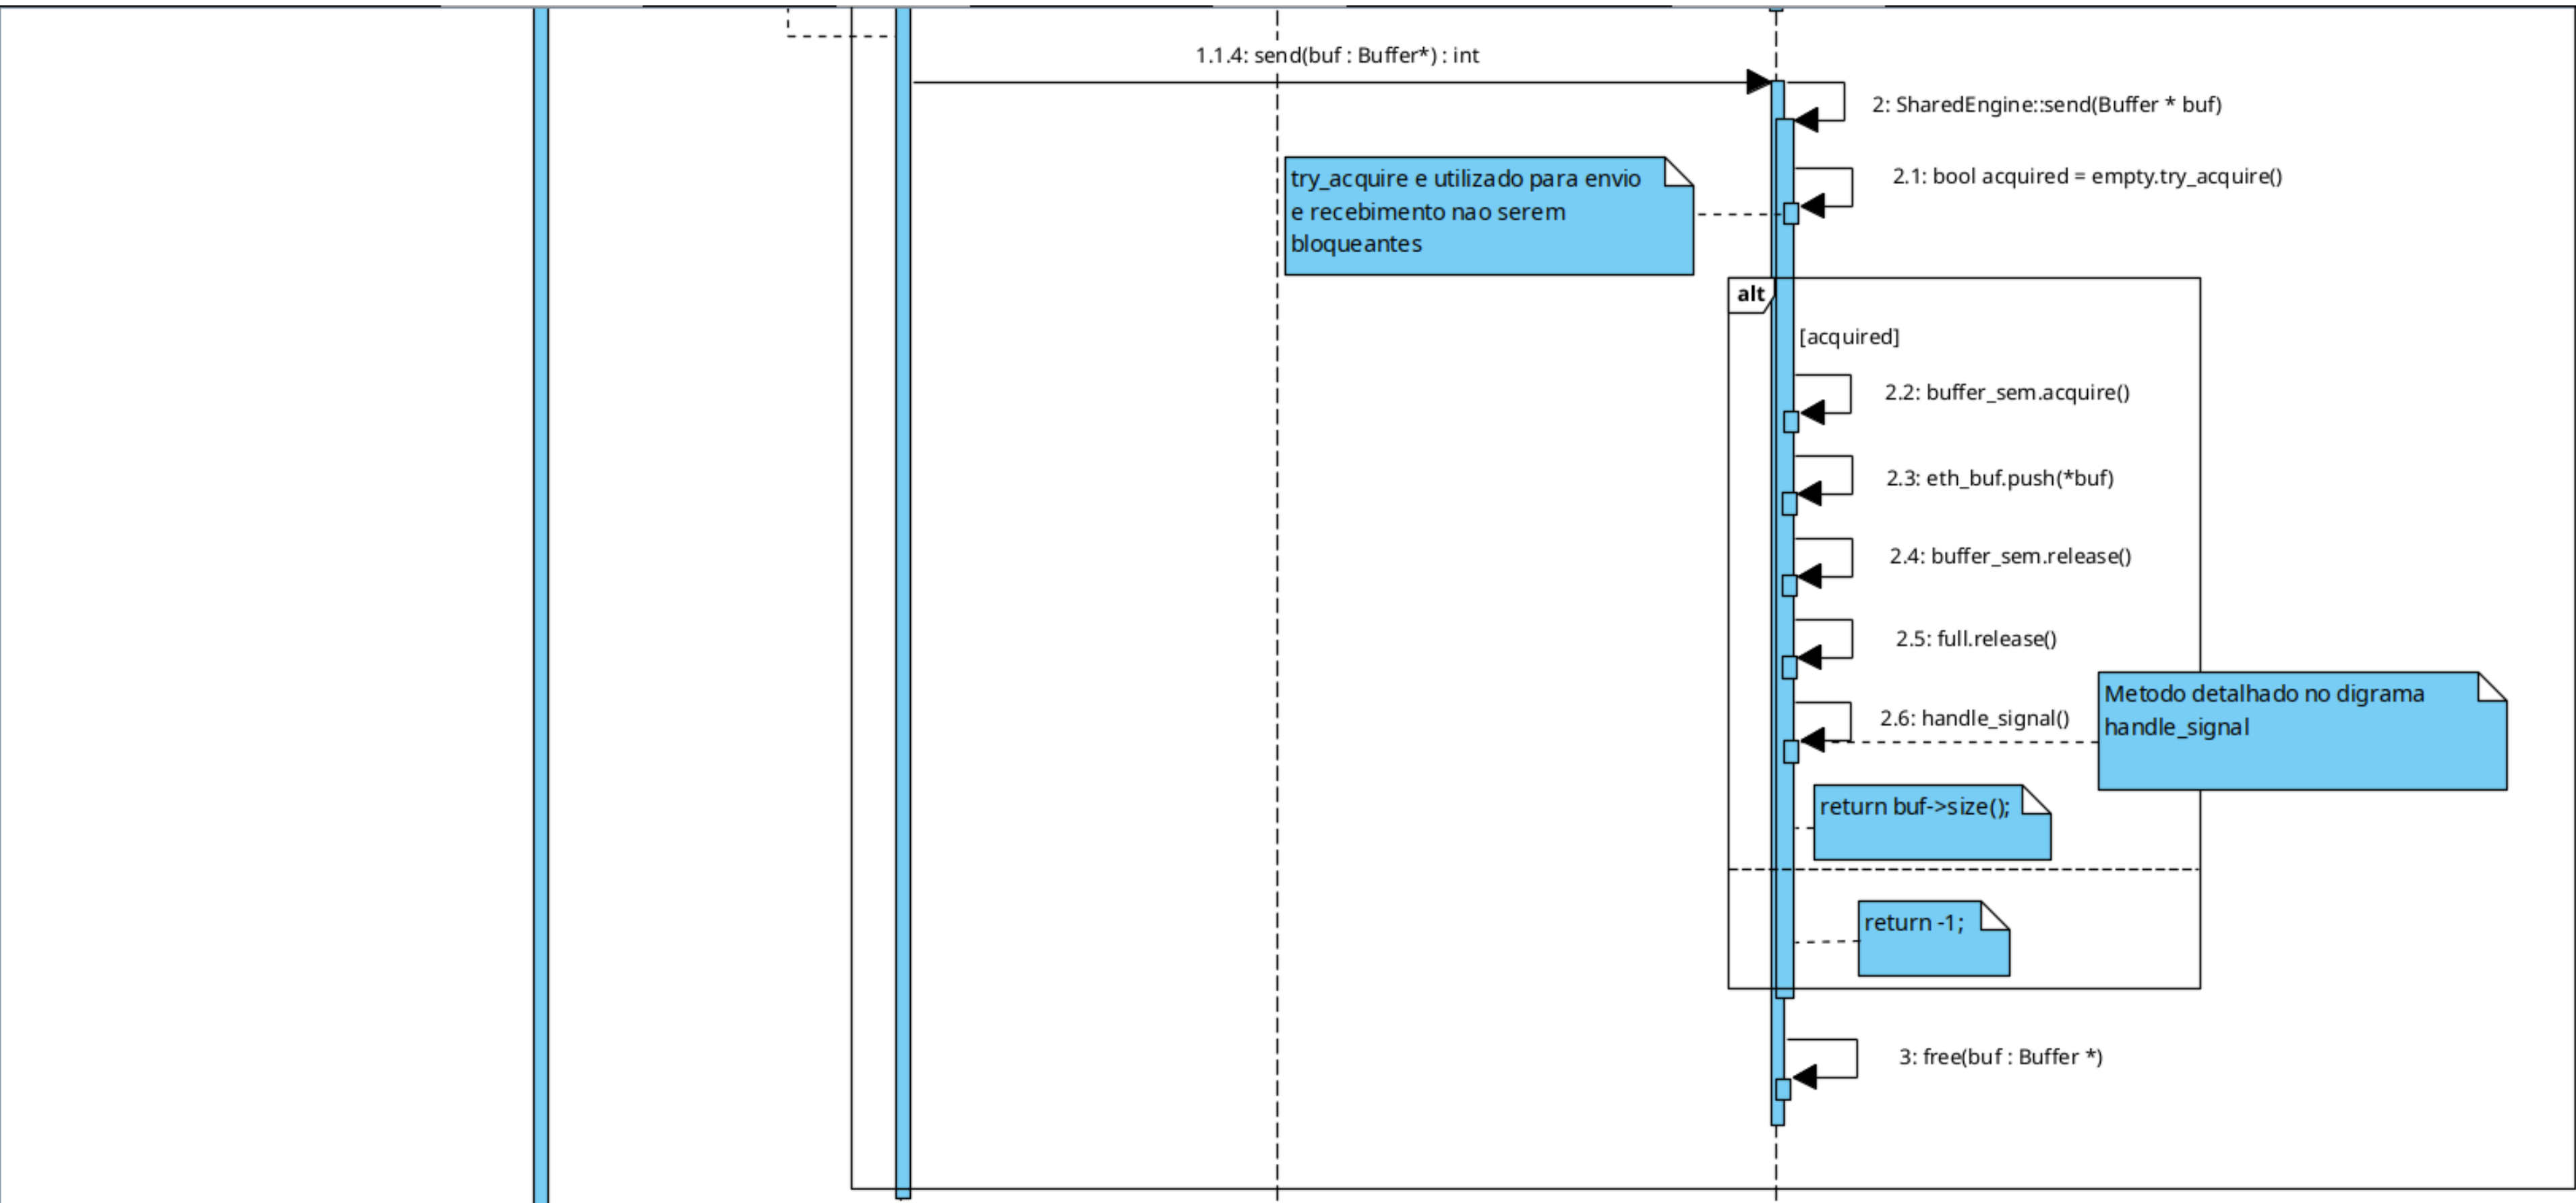 1.1.4: send(buf : Buffer*) : int
2: SharedEngine::send(Buffer * buf)
try_acquire e utilizado para envio
e recebimento nao serem
bloqueantes
2.1: bool acquired = empty.try_acquire()
alt
[acquired]
2.2: buffer_sem.acquire()
2.3: eth_buf.push(*buf)
2.4: buffer_sem.release()
2.5: full.release()
2.6: handle_signal()
Metodo detalhado no digrama
handle_signal
return buf->size();
return -1;
3: free(buf : Buffer *)